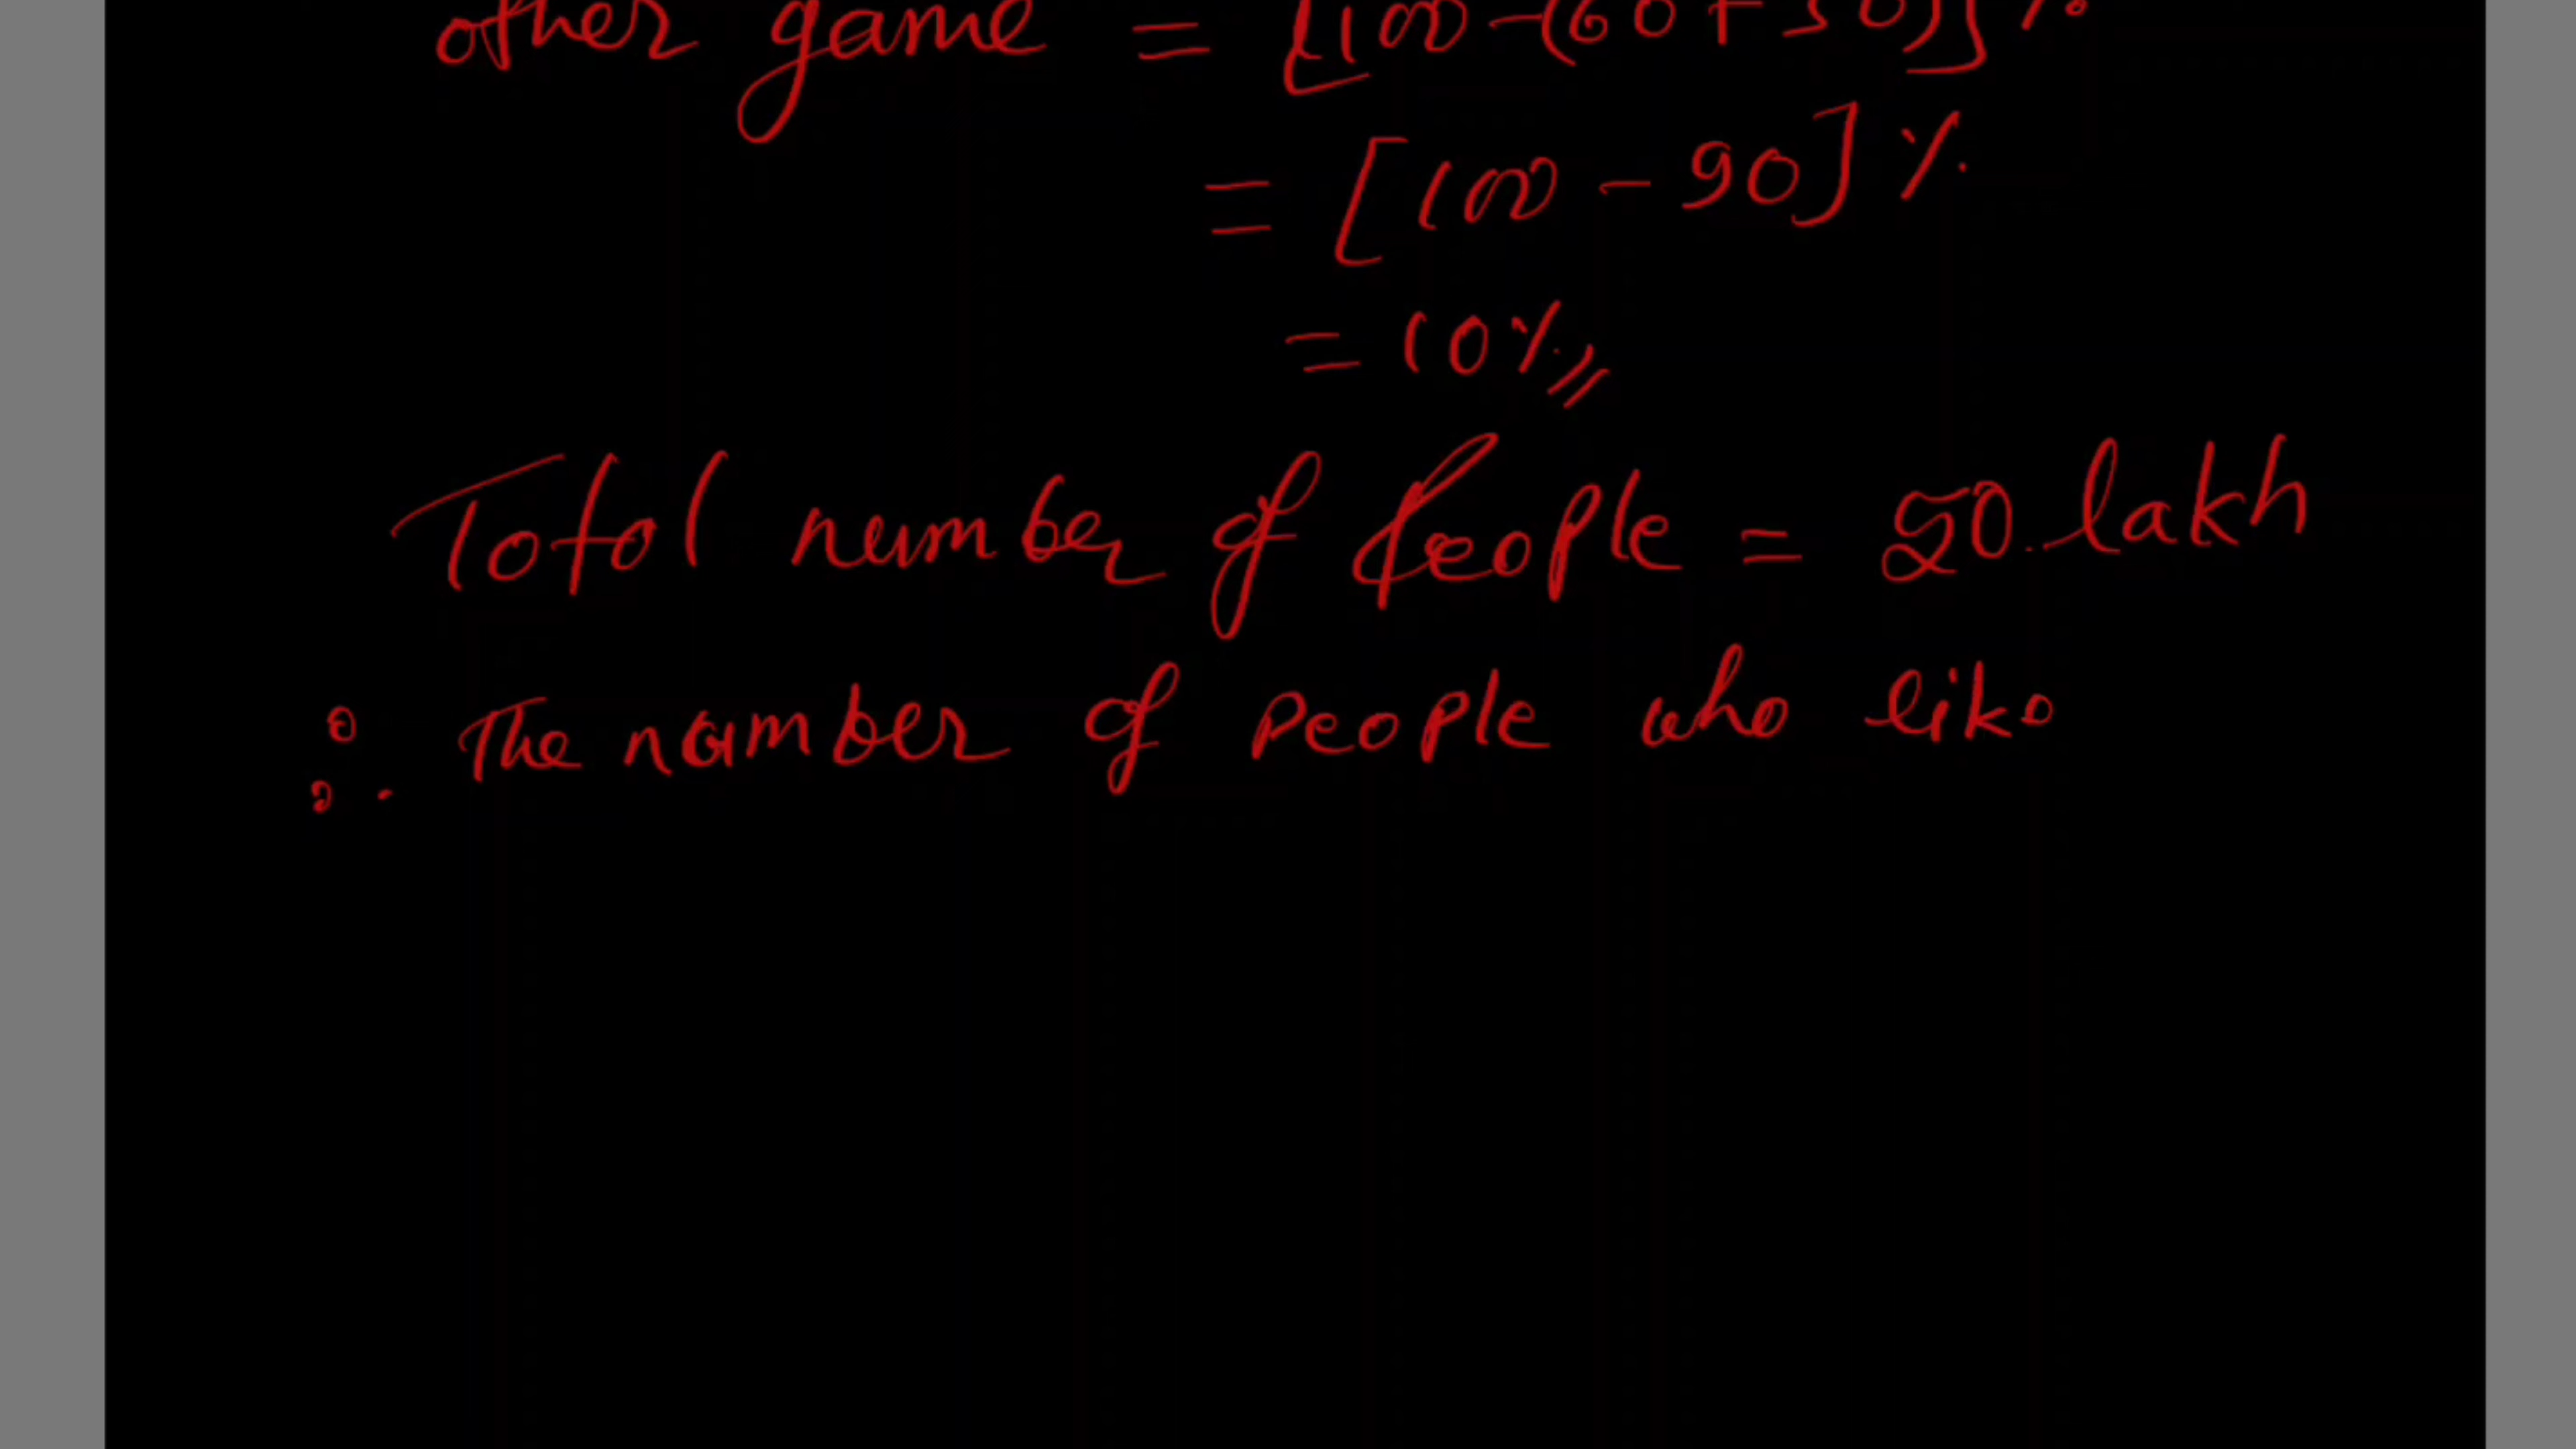 other game = [100-(60+30)]%
= [100-90]%
= 10%
Total number of people = 50 lakh
∴ The number of people who like